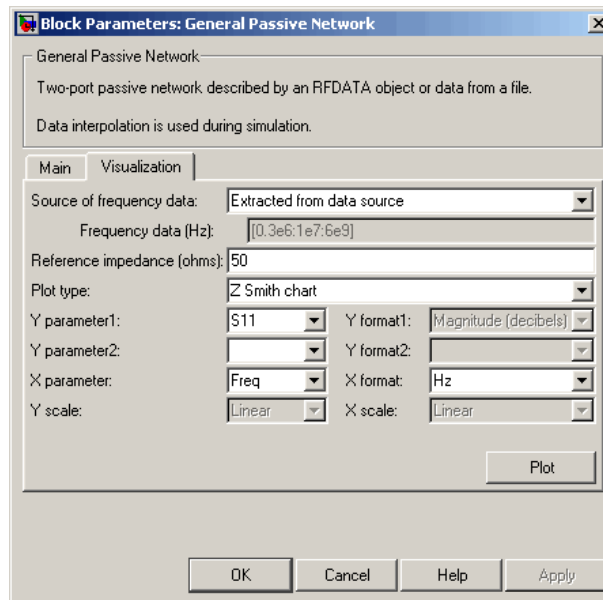 Block Parameters: General Passive Network
General Passive Network
Two-port passive network described by an RFDATA object or data from a file.
Data interpolation is used during simulation.
Main Visualization
Source of frequency data: Extracted from data source
Frequency data (Hz): [0.3e6:1e7:6e9]
Reference impedance (ohms): 50
Plot type: Z Smith chart
Y parameter1: S11 Y format1: Magnitude (decibels)
Y parameter2: Y format2:
X parameter: Freq X format: Hz
Y scale: Linear X scale: Linear
Plot
OK Cancel Help Apply